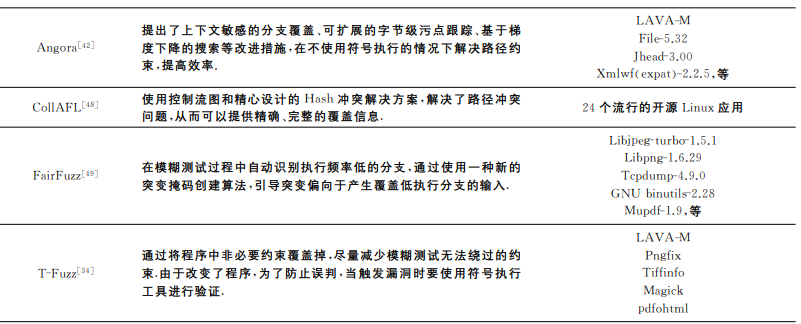 Angora[42]
提出了上下文敏感的分支覆盖、可扩展的字节级污点跟踪、基于梯
度下降的搜索等改进措施,在不使用符号执行的情况下解决路径约
束,提高效率.
LAVA-M
File-5.32
Jhead-3.00
Xmlwf(expat)-2.2.5,等
CollAFL[48]
使用控制流图和精心设计的 Hash 冲突解决方案,解决了路径冲突
问题,从而可以提供精确、完整的覆盖信息.
24 个流行的开源 Linux 应用
FairFuzz[49]
在模糊测试过程中自动识别执行频率低的分支,通过使用一种新的
突变掩码创建算法,引导突变偏向于产生覆盖低执行分支的输入.
Libjpeg-turbo-1.5.1
Libpng-1.6.29
Tcpdump-4.9.0
GNU binutils-2.28
Mupdf-1.9,等
T-Fuzz[34]
通过将程序中非必要约束覆盖掉,尽量减少模糊测试无法绕过的约
束.由于改变了程序,为了防止误判,当触发漏洞时要使用符号执行
工具进行验证.
LAVA-M
Pngfix
Tiffinfo
Magick
pdfohtml